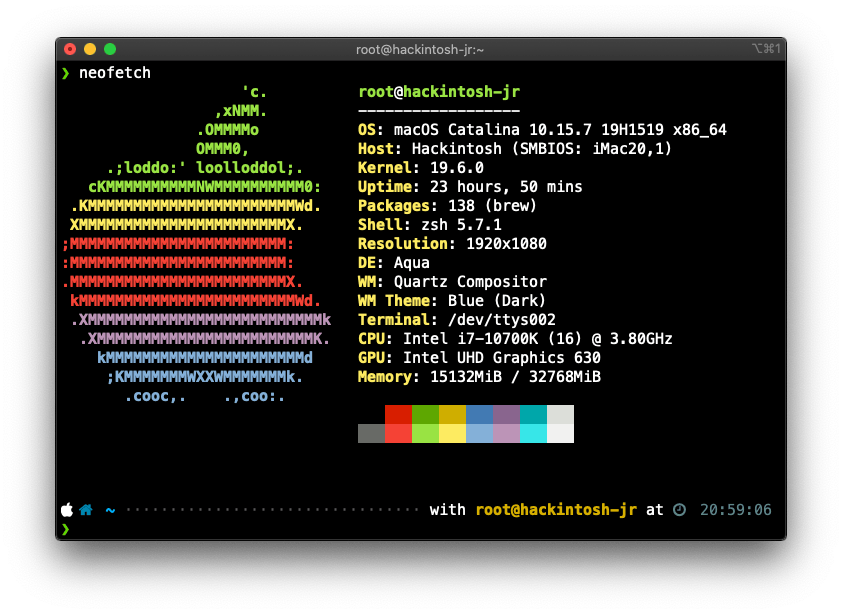 root@hackintosh-jr:~
⌥⌘1
❯ neofetch
'c.
,xNMM.
.OMMMMo
OMMM0,
.;loddo:' loolloddol;.
cKMMMMMMMMMMNWMMMMMMMMMM0:
.KMMMMMMMMMMMMMMMMMMMMMMMWd.
XMMMMMMMMMMMMMMMMMMMMMMMX.
;MMMMMMMMMMMMMMMMMMMMMMMM:
:MMMMMMMMMMMMMMMMMMMMMMMM:
.MMMMMMMMMMMMMMMMMMMMMMMMX.
kMMMMMMMMMMMMMMMMMMMMMMMMWd.
.XMMMMMMMMMMMMMMMMMMMMMMMMMMk
.XMMMMMMMMMMMMMMMMMMMMMMMMK.
kMMMMMMMMMMMMMMMMMMMMMMd
;KMMMMMMMWXXWMMMMMMMk.
.cooc,. .,coo:.
root@hackintosh-jr
------------------
OS: macOS Catalina 10.15.7 19H1519 x86_64
Host: Hackintosh (SMBIOS: iMac20,1)
Kernel: 19.6.0
Uptime: 23 hours, 50 mins
Packages: 138 (brew)
Shell: zsh 5.7.1
Resolution: 1920x1080
DE: Aqua
WM: Quartz Compositor
WM Theme: Blue (Dark)
Terminal: /dev/ttys002
CPU: Intel i7-10700K (16) @ 3.80GHz
GPU: Intel UHD Graphics 630
Memory: 15132MiB / 32768MiB
~ ································· with root@hackintosh-jr at 20:59:06
❯